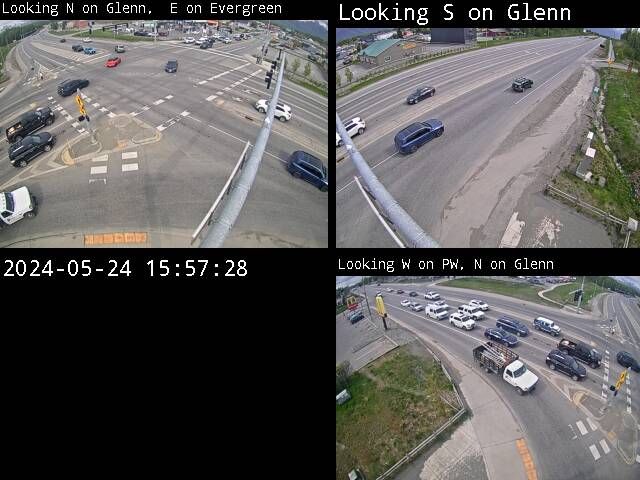 Looking N on Glenn,  E on Evergreen
Looking S on Glenn
2024-05-24 15:57:28
Looking W on PW, N on Glenn